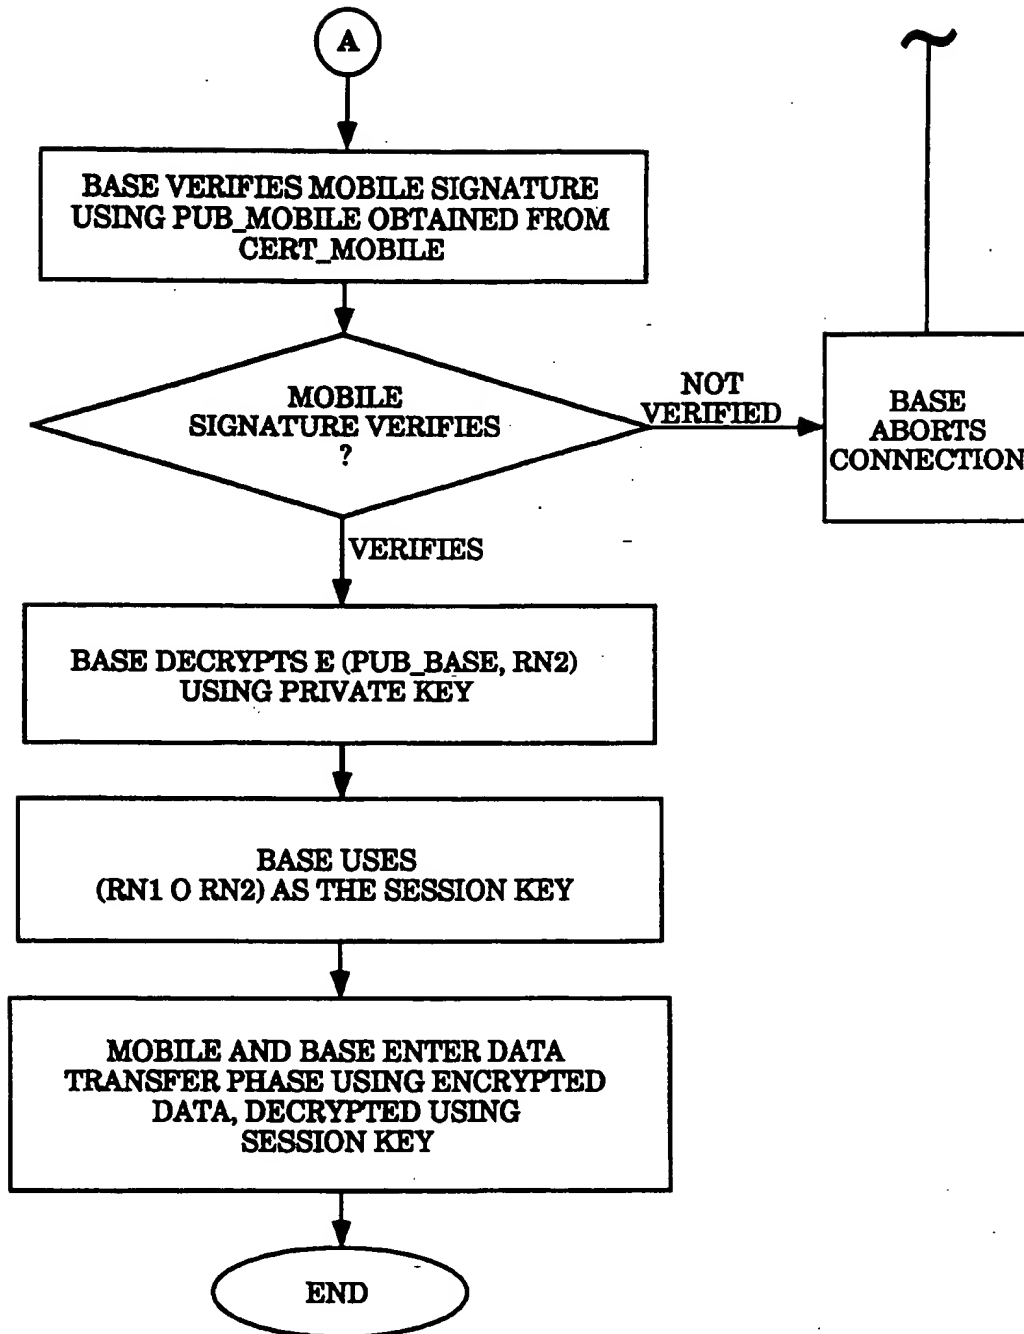 A
BASE VERIFIES MOBILE SIGNATURE
USING PUB_MOBILE OBTAINED FROM
CERT_MOBILE
MOBILE
SIGNATURE VERIFIES
?
NOT
VERIFIED
BASE
ABORTS
CONNECTION
VERIFIES
BASE DECRYPTS E (PUB_BASE, RN2)
USING PRIVATE KEY
BASE USES
(RN1 O RN2) AS THE SESSION KEY
MOBILE AND BASE ENTER DATA
TRANSFER PHASE USING ENCRYPTED
DATA, DECRYPTED USING
SESSION KEY
END